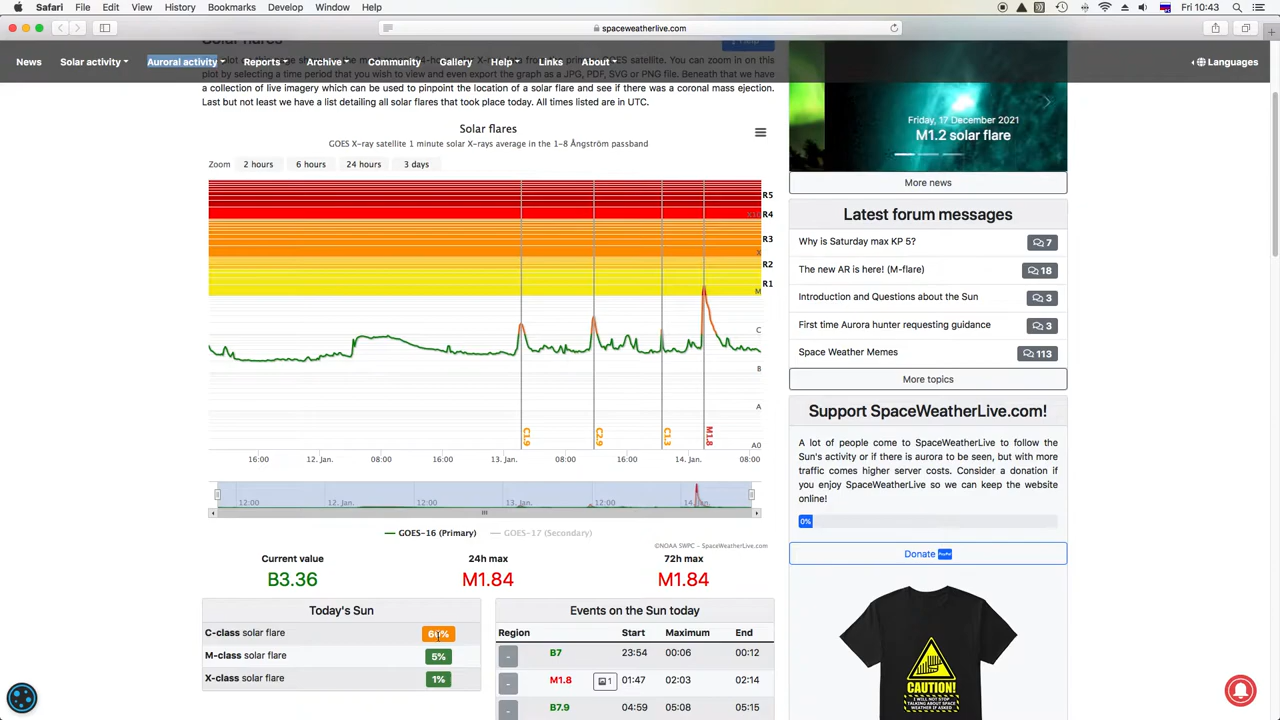 Safari File Edit View History Bookmarks Develop Window Help
Fri 10:43
spaceweatherlive.com
News Solar activity Auroral activity Reports Archive Community Gallery Help Links About Languages
plot by selecting a time period that you wish to view and even export the graph as a JPG, PDF, SVG or PNG file. Beneath that we have
a collection of live imagery which can be used to pinpoint the location of a solar flare and see if there was a coronal mass ejection.
Last but not least we have a list detailing all solar flares that took place today. All times listed are in UTC.
Solar flares
GOES X-ray satellite 1 minute solar X-rays average in the 1-8 Ångström passband
Zoom 2 hours 6 hours 24 hours 3 days
R5
R4
R3
X
R2
R1
M
C
B
A
A0
C1.9 C2.9 C1.3 M1.8
16:00 12. Jan. 08:00 16:00 13. Jan. 08:00 16:00 14. Jan. 08:00
12:00 12. Jan. 12:00 13. Jan. 12:00 14. Jan.
GOES-16 (Primary) GOES-17 (Secondary)
©NOAA SWPC - SpaceWeatherLive.com
Current value 24h max 72h max
B3.36 M1.84 M1.84
Today's Sun
C-class solar flare
M-class solar flare 5%
X-class solar flare 1%
Events on the Sun today
Region Start Maximum End
- B7 23:54 00:06 00:12
- M1.8 1 01:47 02:03 02:14
- B7.9 04:59 05:08 05:15
Friday, 17 December 2021
M1.2 solar flare
More news
Latest forum messages
Why is Saturday max KP 5? 7
The new AR is here! (M-flare) 18
Introduction and Questions about the Sun 3
First time Aurora hunter requesting guidance 3
Space Weather Memes 113
More topics
Support SpaceWeatherLive.com!
A lot of people come to SpaceWeatherLive to follow the
Sun's activity or if there is aurora to be seen, but with more
traffic comes higher server costs. Consider a donation if
you enjoy SpaceWeatherLive so we can keep the website
online!
0%
Donate
CAUTION!
I WILL NOT STOP
TALKING ABOUT SPACE
WEATHER IF ASKED